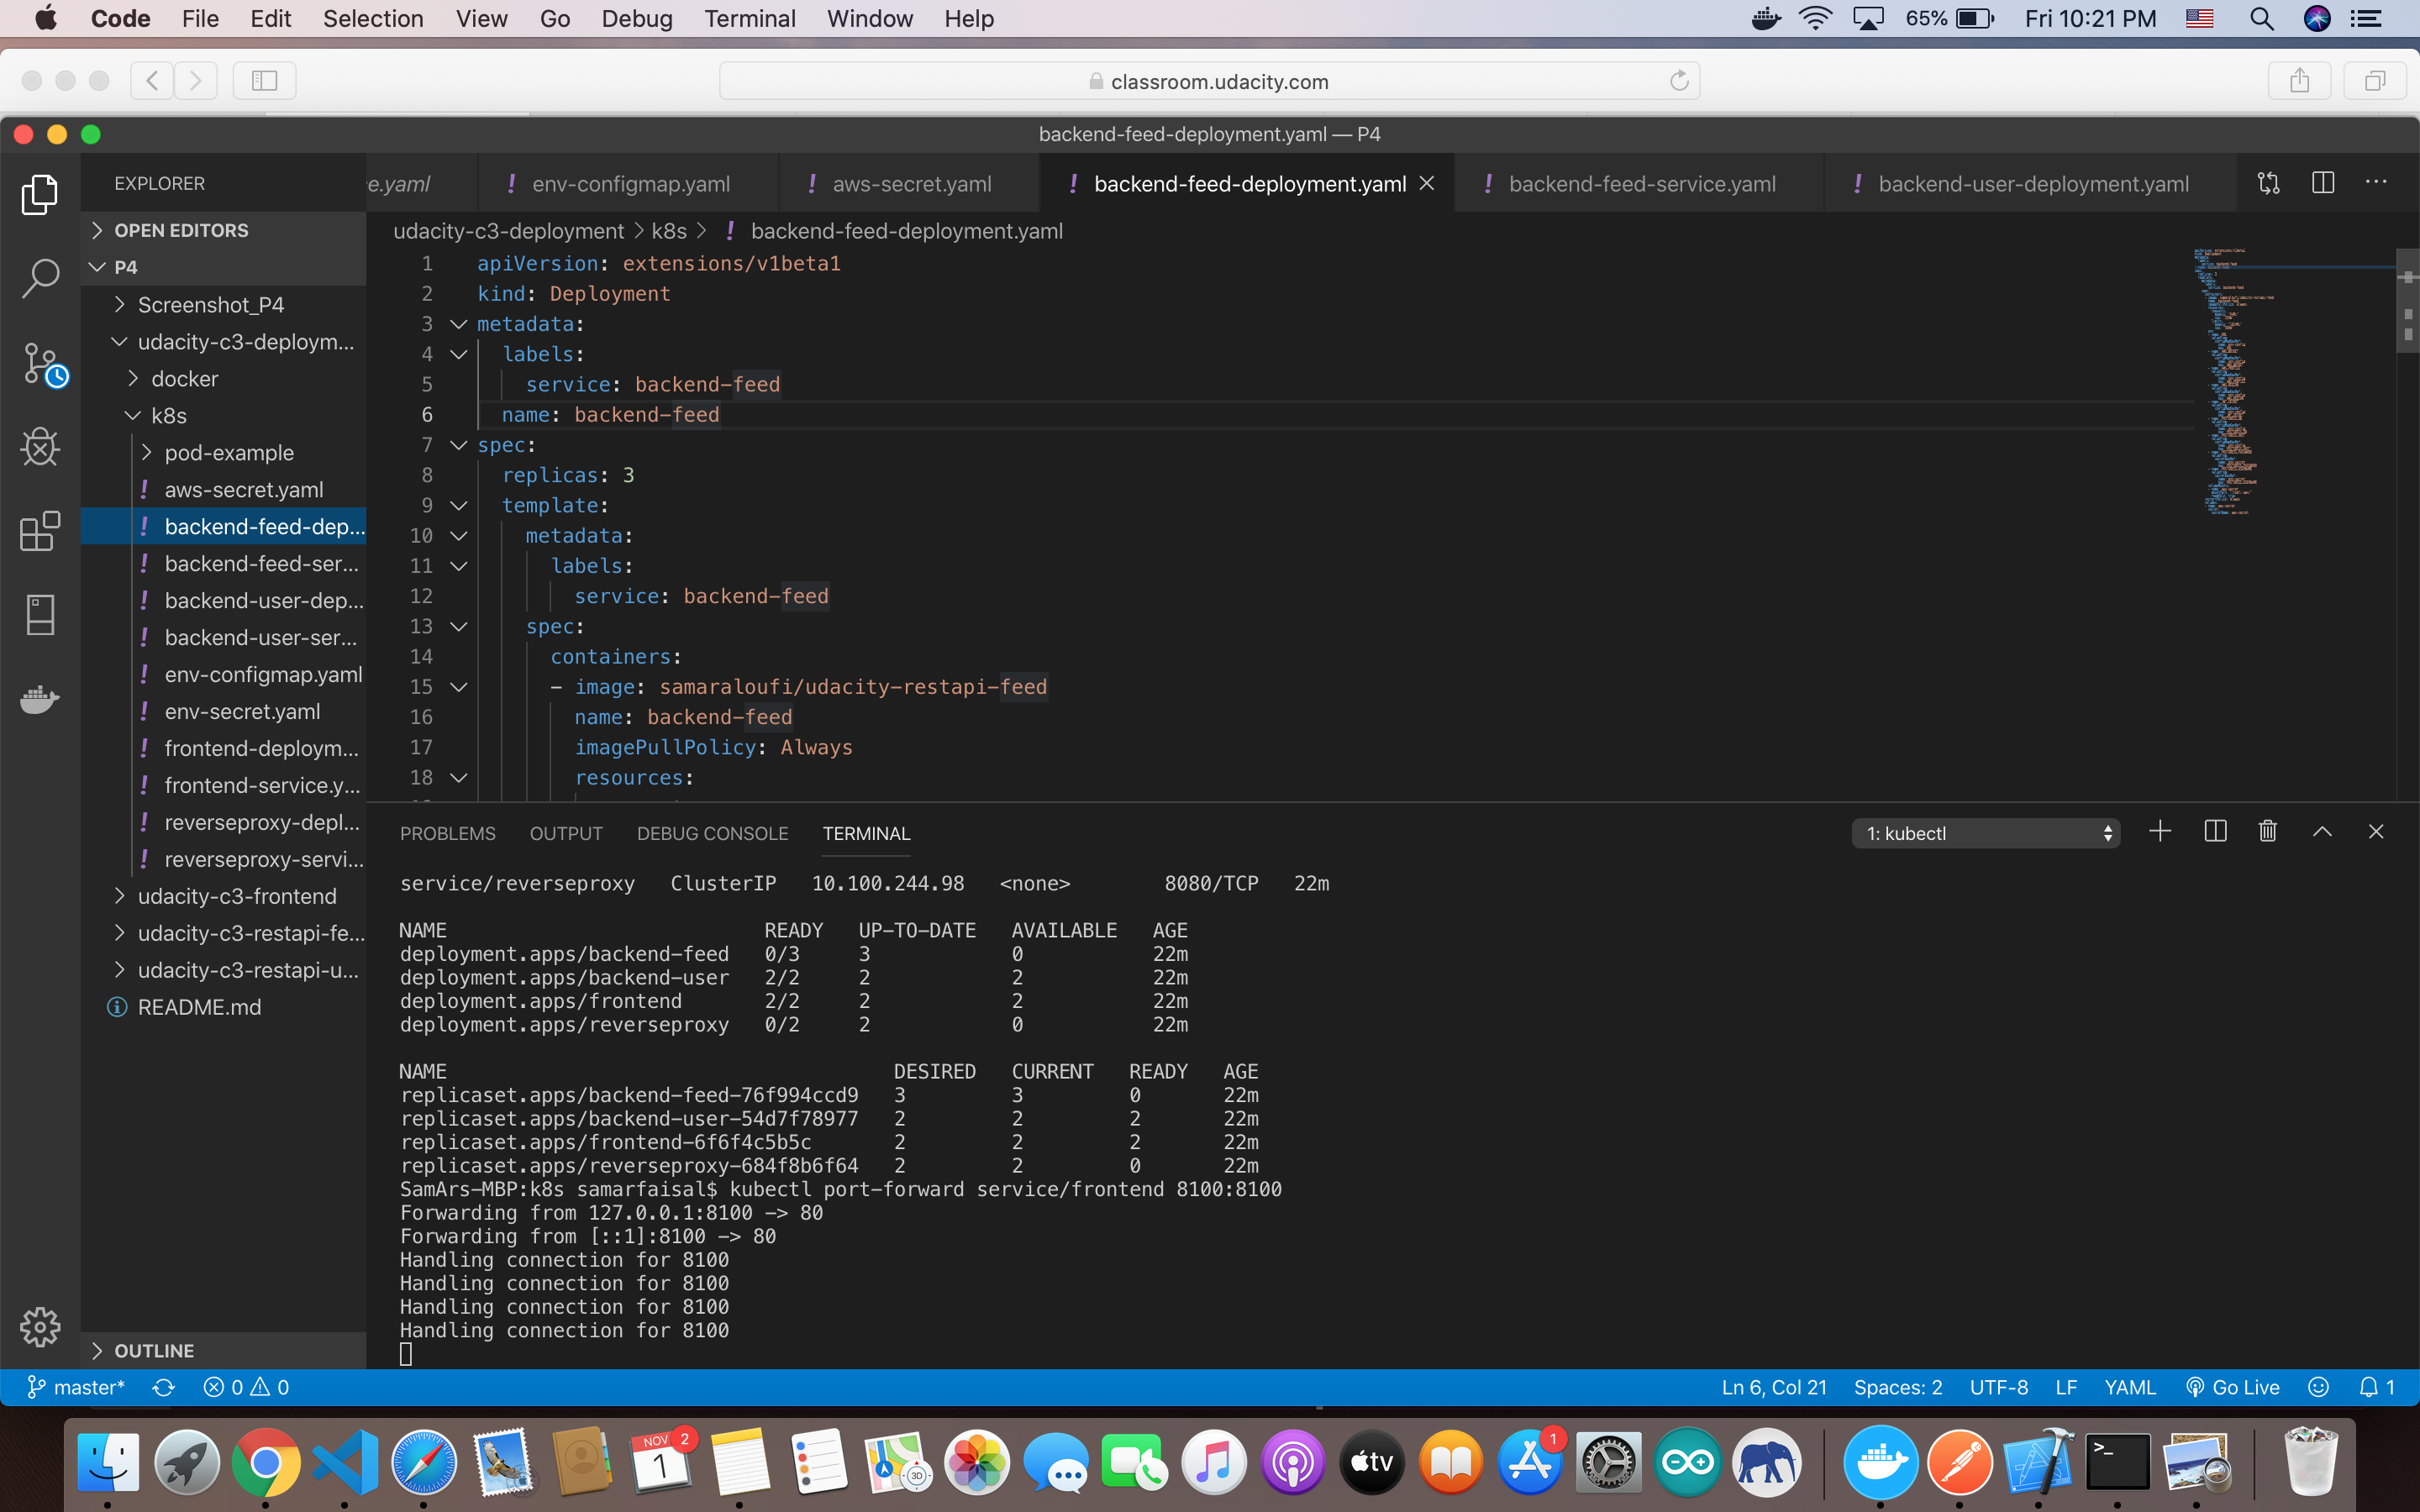 Code File Edit Selection View Go Debug Terminal Window Help 65% Fri 10:21 PM
classroom.udacity.com
backend-feed-deployment.yaml — P4
EXPLORER
e.yaml ! env-configmap.yaml ! aws-secret.yaml ! backend-feed-deployment.yaml ! backend-feed-service.yaml ! backend-user-deployment.yaml
OPEN EDITORS
P4
Screenshot_P4
udacity-c3-deploym...
docker
k8s
pod-example
! aws-secret.yaml
! backend-feed-dep...
! backend-feed-ser...
! backend-user-dep...
! backend-user-ser...
! env-configmap.yaml
! env-secret.yaml
! frontend-deploym...
! frontend-service.y...
! reverseproxy-depl...
! reverseproxy-servi...
udacity-c3-frontend
udacity-c3-restapi-fe...
udacity-c3-restapi-u...
README.md
OUTLINE
udacity-c3-deployment > k8s > ! backend-feed-deployment.yaml
1 apiVersion: extensions/v1beta1
2 kind: Deployment
3 metadata:
4 labels:
5 service: backend-feed
6 name: backend-feed
7 spec:
8 replicas: 3
9 template:
10 metadata:
11 labels:
12 service: backend-feed
13 spec:
14 containers:
15 - image: samaraloufi/udacity-restapi-feed
16 name: backend-feed
17 imagePullPolicy: Always
18 resources:
PROBLEMS OUTPUT DEBUG CONSOLE TERMINAL 1: kubectl
service/reverseproxy ClusterIP 10.100.244.98 <none> 8080/TCP 22m
NAME READY UP-TO-DATE AVAILABLE AGE
deployment.apps/backend-feed 0/3 3 0 22m
deployment.apps/backend-user 2/2 2 2 22m
deployment.apps/frontend 2/2 2 2 22m
deployment.apps/reverseproxy 0/2 2 0 22m
NAME DESIRED CURRENT READY AGE
replicaset.apps/backend-feed-76f994ccd9 3 3 0 22m
replicaset.apps/backend-user-54d7f78977 2 2 2 22m
replicaset.apps/frontend-6f6f4c5b5c 2 2 2 22m
replicaset.apps/reverseproxy-684f8b6f64 2 2 0 22m
SamArs-MBP:k8s samarfaisal$ kubectl port-forward service/frontend 8100:8100
Forwarding from 127.0.0.1:8100 -> 80
Forwarding from [::1]:8100 -> 80
Handling connection for 8100
Handling connection for 8100
Handling connection for 8100
Handling connection for 8100
master* 0 0 Ln 6, Col 21 Spaces: 2 UTF-8 LF YAML Go Live 1
NOV 1 2 3D tv 1 >_